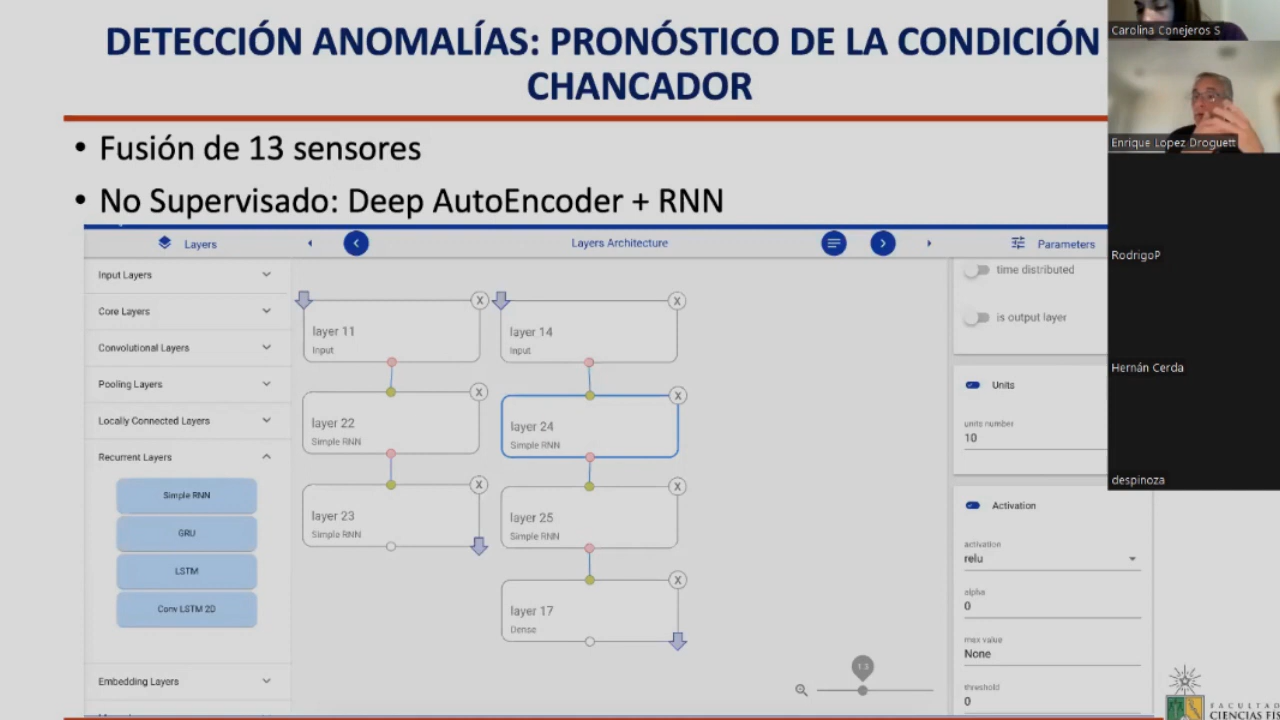 DETECCIÓN ANOMALÍAS: PRONÓSTICO DE LA CONDICIÓN
CHANCADOR
• Fusión de 13 sensores
• No Supervisado: Deep AutoEncoder + RNN
Layers
Layers Architecture
Parameters
Input Layers
Core Layers
Convolutional Layers
Pooling Layers
Locally Connected Layers
Recurrent Layers
Simple RNN
GRU
LSTM
Conv LSTM 2D
Embedding Layers
layer 11
Input
X
layer 22
Simple RNN
X
layer 23
Simple RNN
X
layer 14
Input
X
layer 24
Simple RNN
X
layer 25
Simple RNN
X
layer 17
Dense
X
1.3
time distributed
is output layer
Units
units number
10
Activation
activation
relu
alpha
0
max value
None
threshold
0
Carolina Conejeros S
Enrique Lopez Droguett
RodrigoP
Hernán Cerda
despinoza
FACULTAD
CIENCIAS FIS